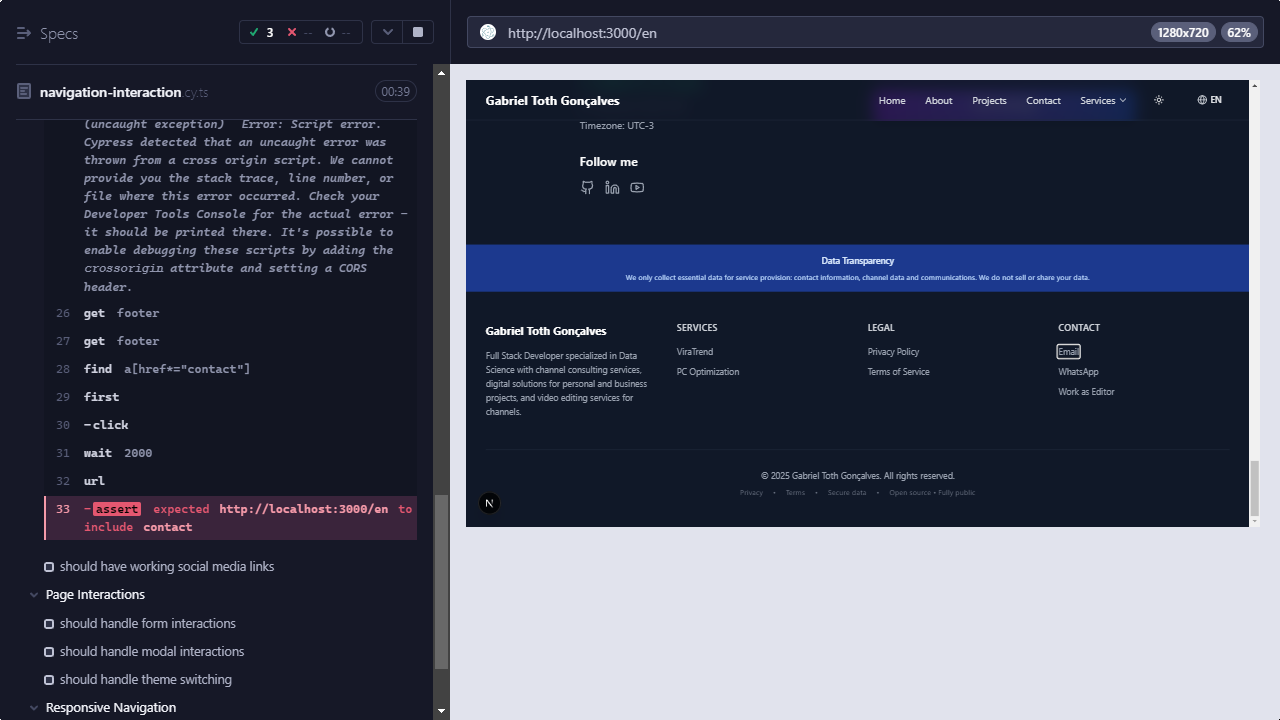 Specs
3
--
--
navigation-interaction.cy.ts
00:39
(uncaught exception)  Error: Script error.
Cypress detected that an uncaught error was
thrown from a cross origin script. We cannot
provide you the stack trace, line number, or
file where this error occurred. Check your
Developer Tools Console for the actual error -
it should be printed there. It's possible to
enable debugging these scripts by adding the
crossorigin attribute and setting a CORS
header.
26 get footer
27 get footer
28 find a[href*="contact"]
29 first
30 -click
31 wait 2000
32 url
33 -assert expected http://localhost:3000/en to
include contact
should have working social media links
Page Interactions
should handle form interactions
should handle modal interactions
should handle theme switching
Responsive Navigation
http://localhost:3000/en
1280x720
62%
Gabriel Toth Gonçalves
Home
About
Projects
Contact
Services
EN
Timezone: UTC-3
Follow me
Data Transparency
We only collect essential data for service provision: contact information, channel data and communications. We do not sell or share your data.
Gabriel Toth Gonçalves
Full Stack Developer specialized in Data
Science with channel consulting services,
digital solutions for personal and business
projects, and video editing services for
channels.
SERVICES
ViraTrend
PC Optimization
LEGAL
Privacy Policy
Terms of Service
CONTACT
Email
WhatsApp
Work as Editor
© 2025 Gabriel Toth Gonçalves. All rights reserved.
Privacy • Terms • Secure data • Open source • Fully public
N